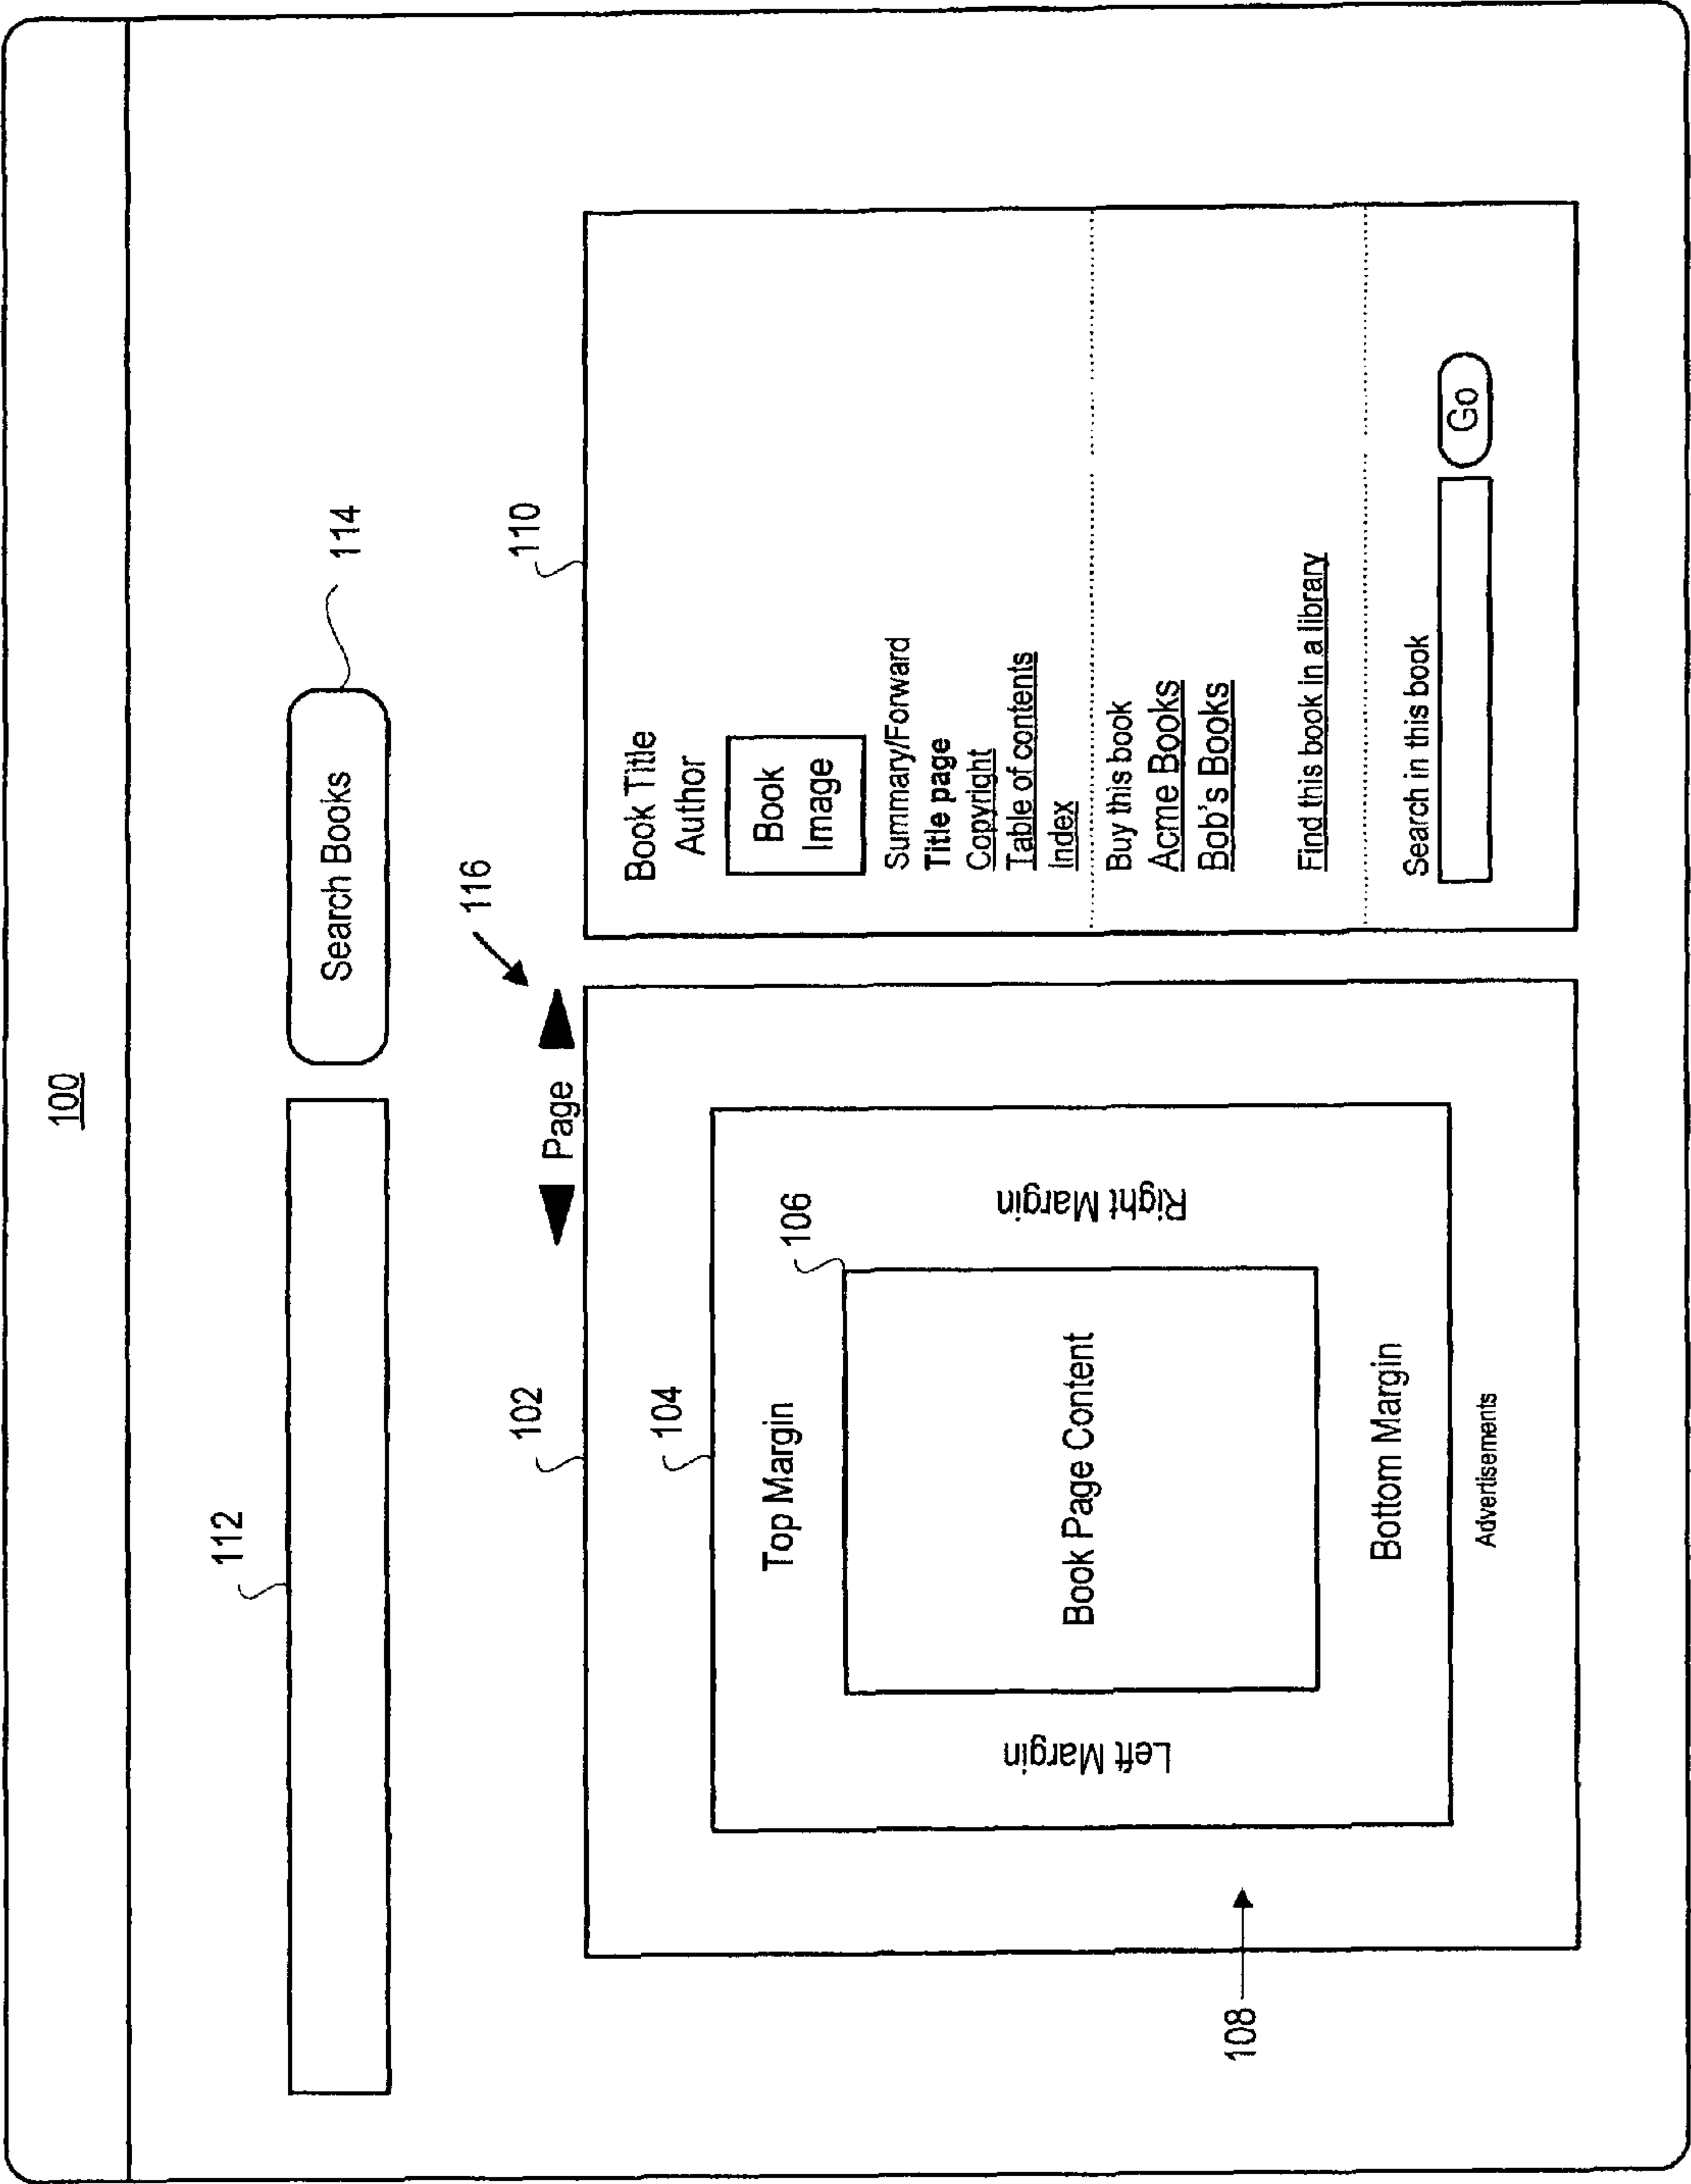 100
112
Search Books
114
116
Page
102
104
Top Margin
106
Left Margin
Book Page Content
Right Margin
Bottom Margin
Advertisements
108
110
Book Title
Author
Book
Image
Summary/Forward
Title page
Copyright
Table of contents
Index
Buy this book
Acme Books
Bob's Books
Find this book in a library
Search in this book
Go